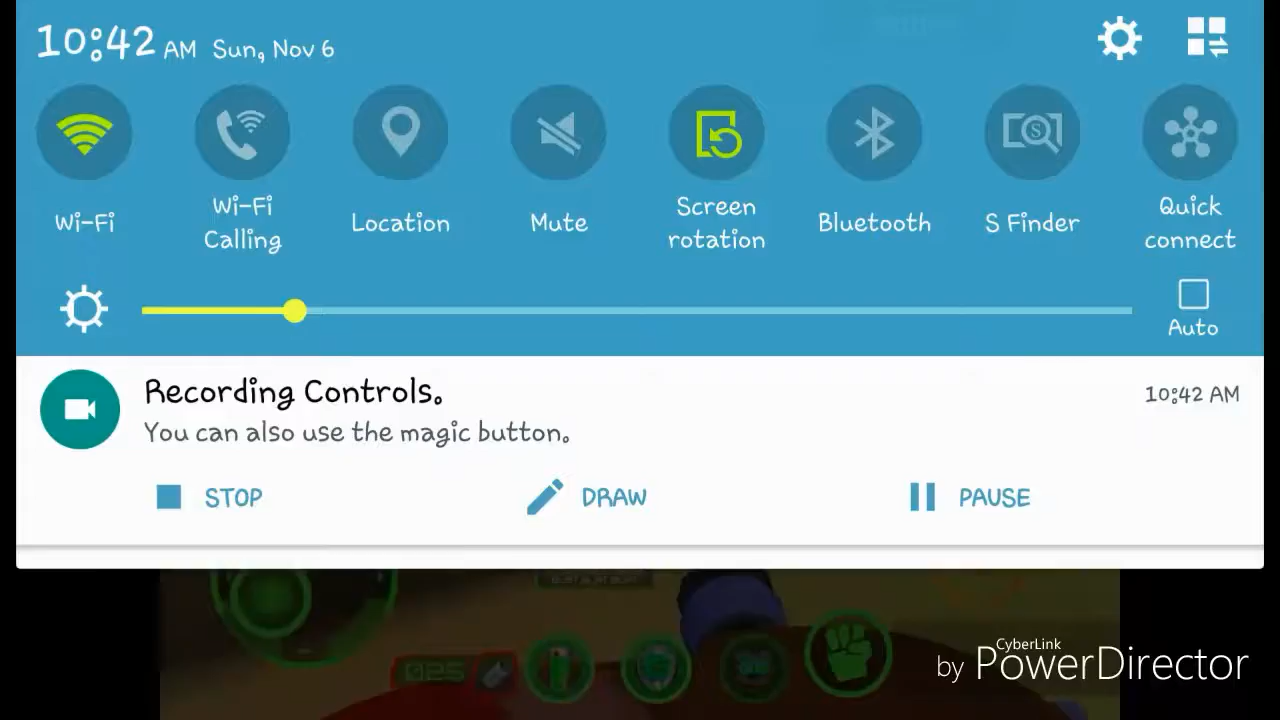 10:42 AM Sun, Nov 6
Wi-Fi
Wi-Fi
Calling
Location
Mute
Screen
rotation
Bluetooth
S Finder
Quick
connect
Auto
Recording Controls.
10:42 AM
You can also use the magic button.
STOP
DRAW
PAUSE
025
CyberLink
by PowerDirector